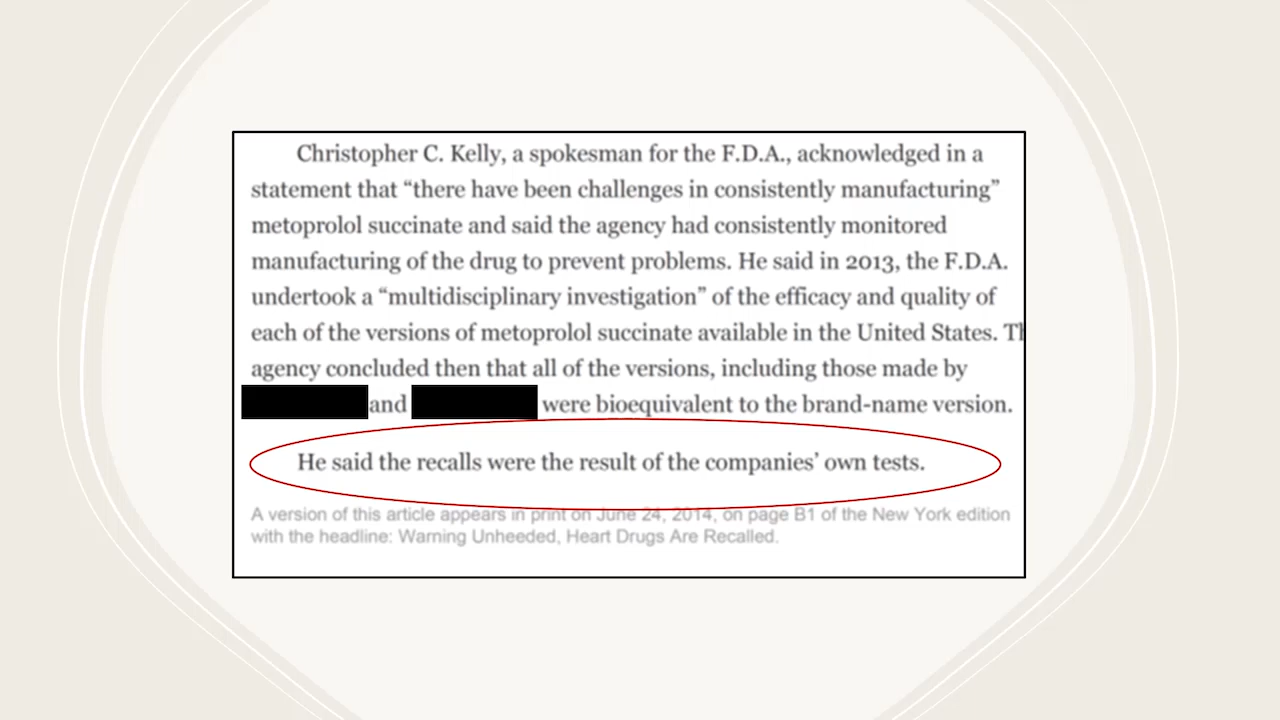 Christopher C. Kelly, a spokesman for the F.D.A., acknowledged in a
statement that “there have been challenges in consistently manufacturing”
metoprolol succinate and said the agency had consistently monitored
manufacturing of the drug to prevent problems. He said in 2013, the F.D.A.
undertook a “multidisciplinary investigation” of the efficacy and quality of
each of the versions of metoprolol succinate available in the United States. Th
agency concluded then that all of the versions, including those made by
and were bioequivalent to the brand-name version.
He said the recalls were the result of the companies’ own tests.
A version of this article appears in print on June 24, 2014, on page B1 of the New York edition
with the headline: Warning Unheeded, Heart Drugs Are Recalled.